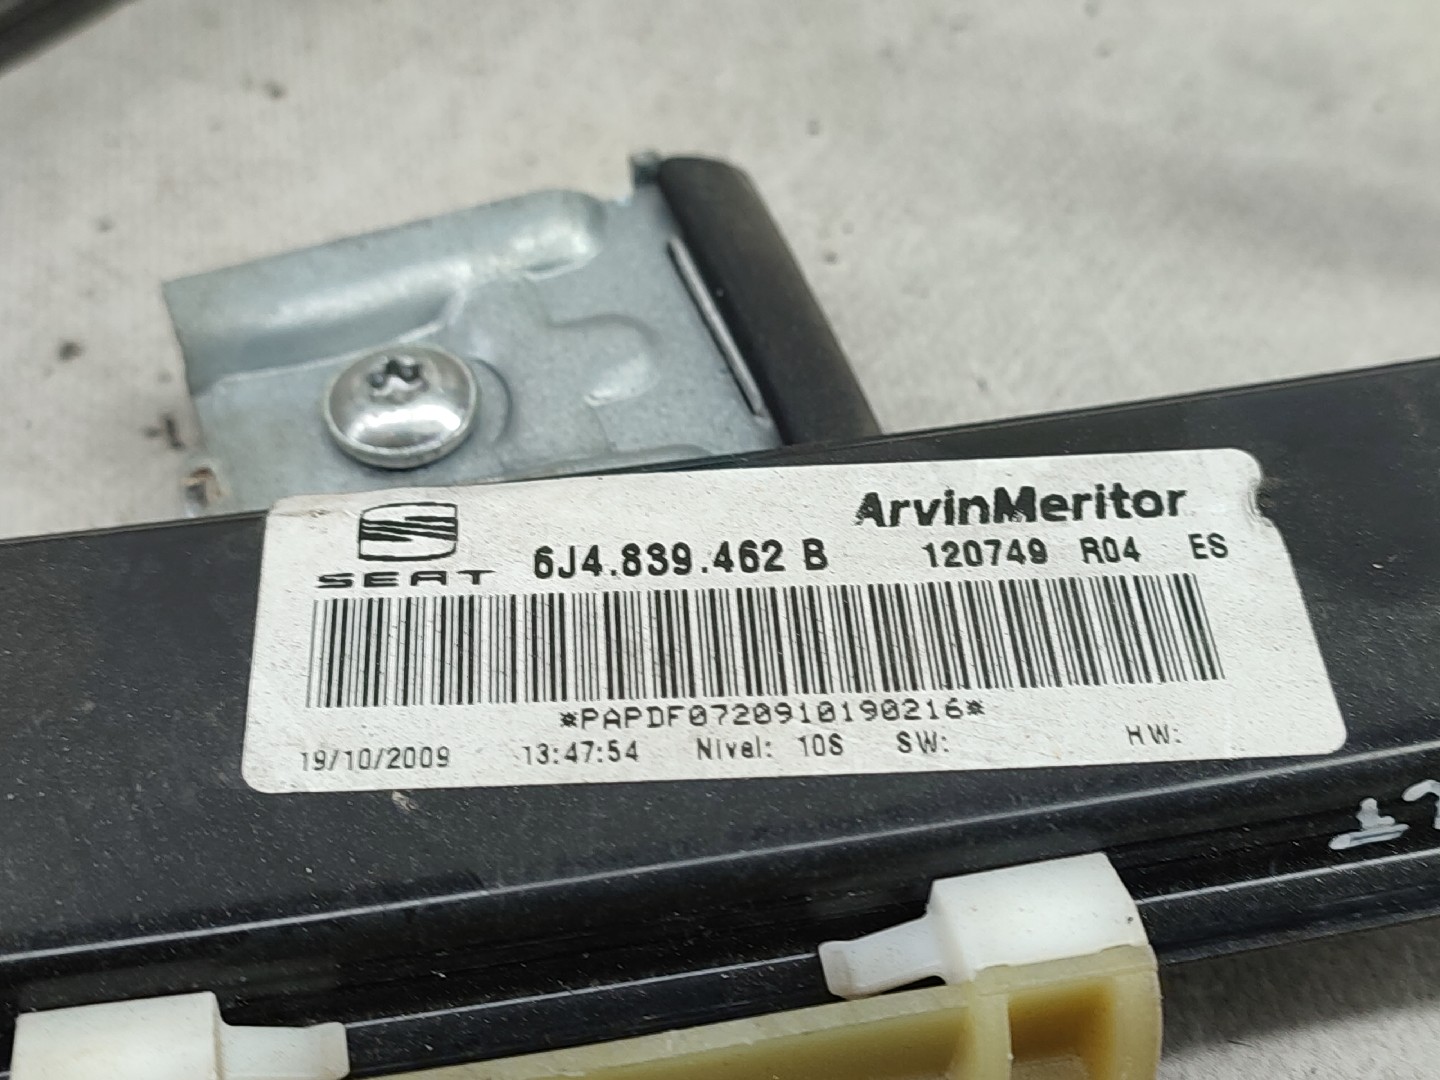 ArvinMeritor
SEAT 6J4.839.462 B 120749 R04 ES
*PAPDF0720910190216*
19/10/2009 13:47:54 Nivel: 10S SW: HW: